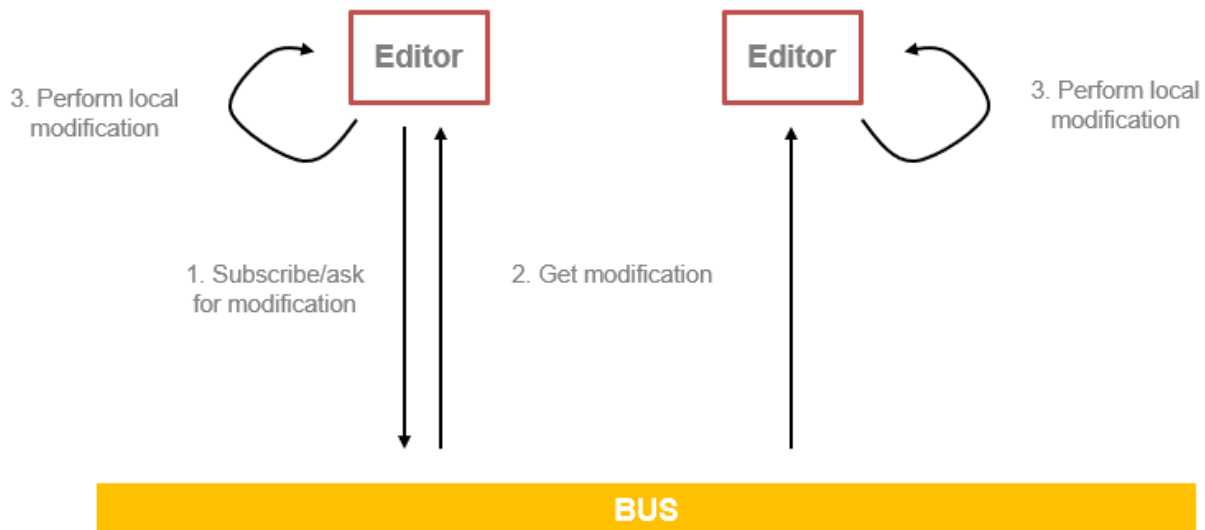 Editor
Editor
3. Perform local
modification
3. Perform local
modification
1. Subscribe/ask
for modification
2. Get modification
BUS